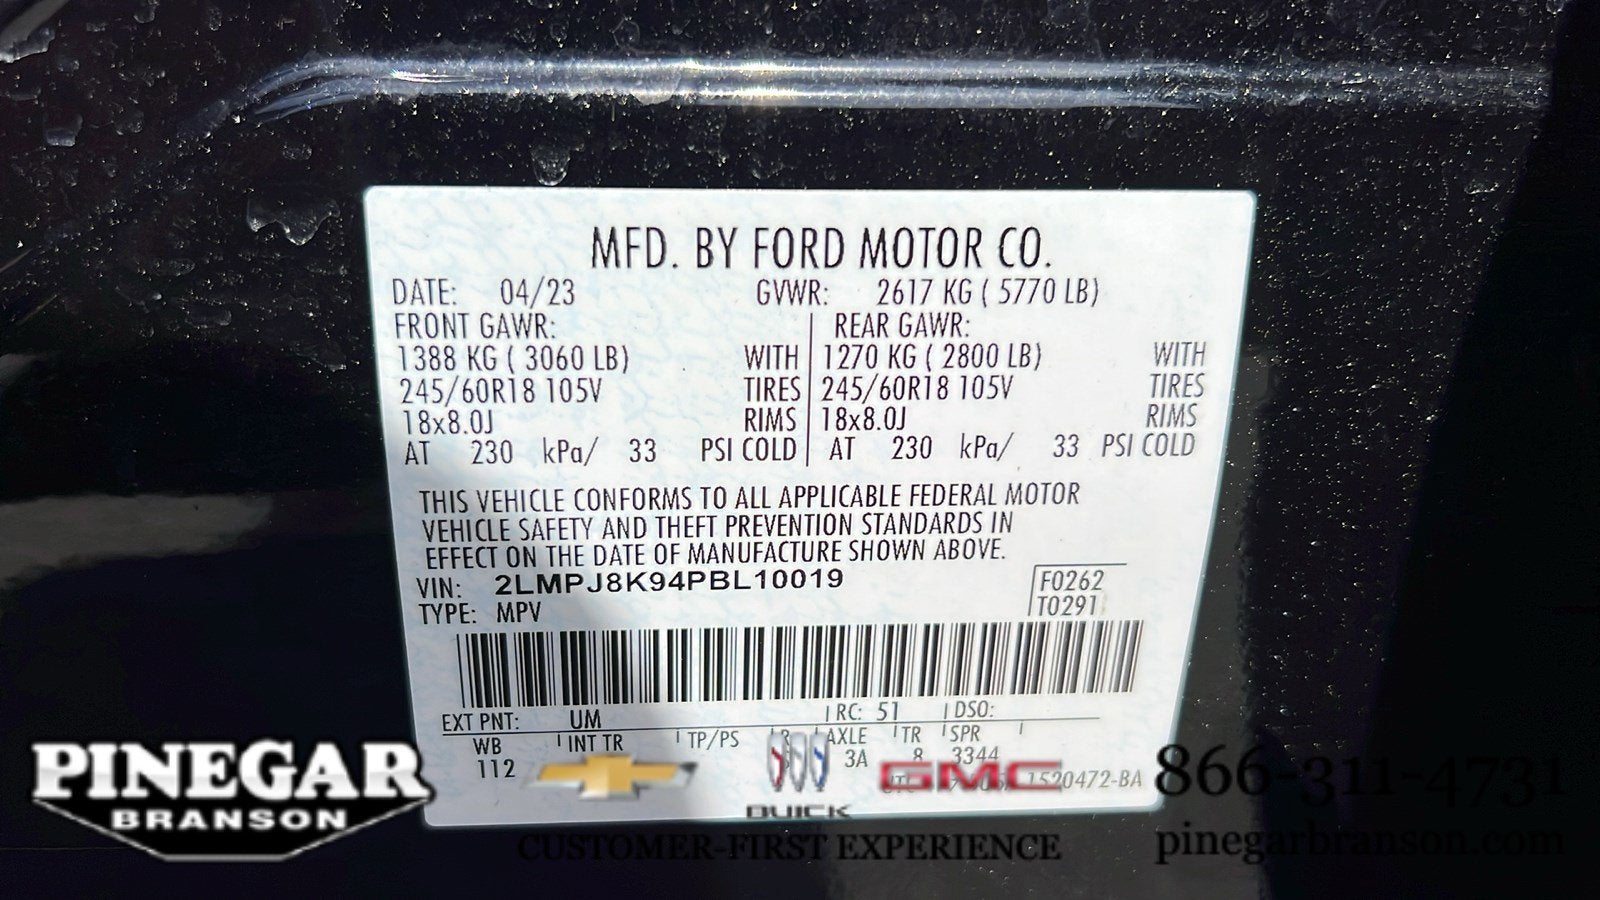 MFD. BY FORD MOTOR CO.
DATE: 04/23 GVWR: 2617 KG ( 5770 LB)
FRONT GAWR: REAR GAWR:
1388 KG ( 3060 LB) WITH 1270 KG ( 2800 LB) WITH
245/60R18 105V TIRES 245/60R18 105V TIRES
18x8.0J RIMS 18x8.0J RIMS
AT 230 kPa/ 33 PSI COLD AT 230 kPa/ 33 PSI COLD
THIS VEHICLE CONFORMS TO ALL APPLICABLE FEDERAL MOTOR
VEHICLE SAFETY AND THEFT PREVENTION STANDARDS IN
EFFECT ON THE DATE OF MANUFACTURE SHOWN ABOVE.
VIN: 2LMPJ8K94PBL10019 F0262
TYPE: MPV T0291
EXT PNT: UM RC: 51 DSO:
WB INT TR TP/PS R AXLE TR SPR
112 3A 8 3344
1520472-BA
PINEGAR
BRANSON
BUICK
GMC
866-311-4731
CUSTOMER-FIRST EXPERIENCE
pinegarbranson.com